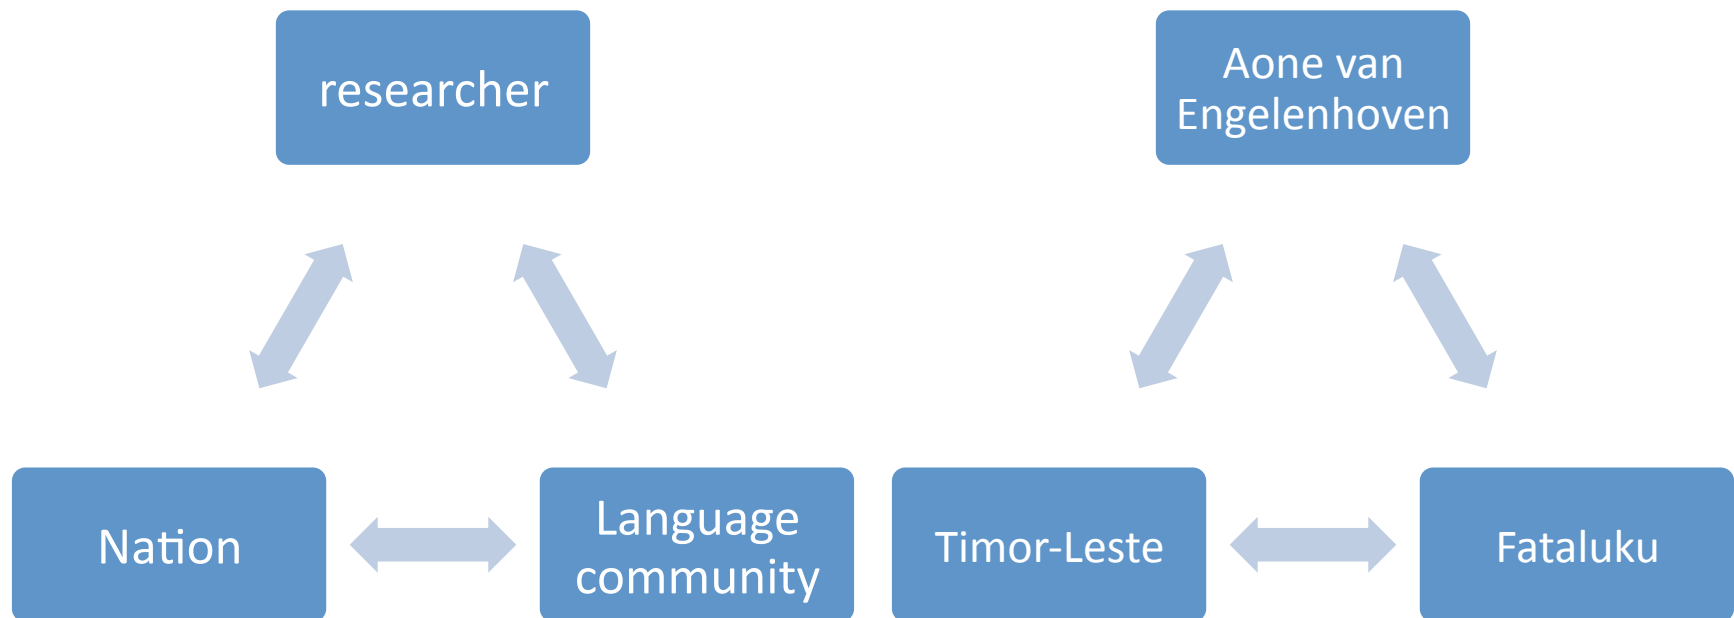 researcher
Nation
Language
community
Aone van
Engelenhoven
Timor-Leste
Fataluku